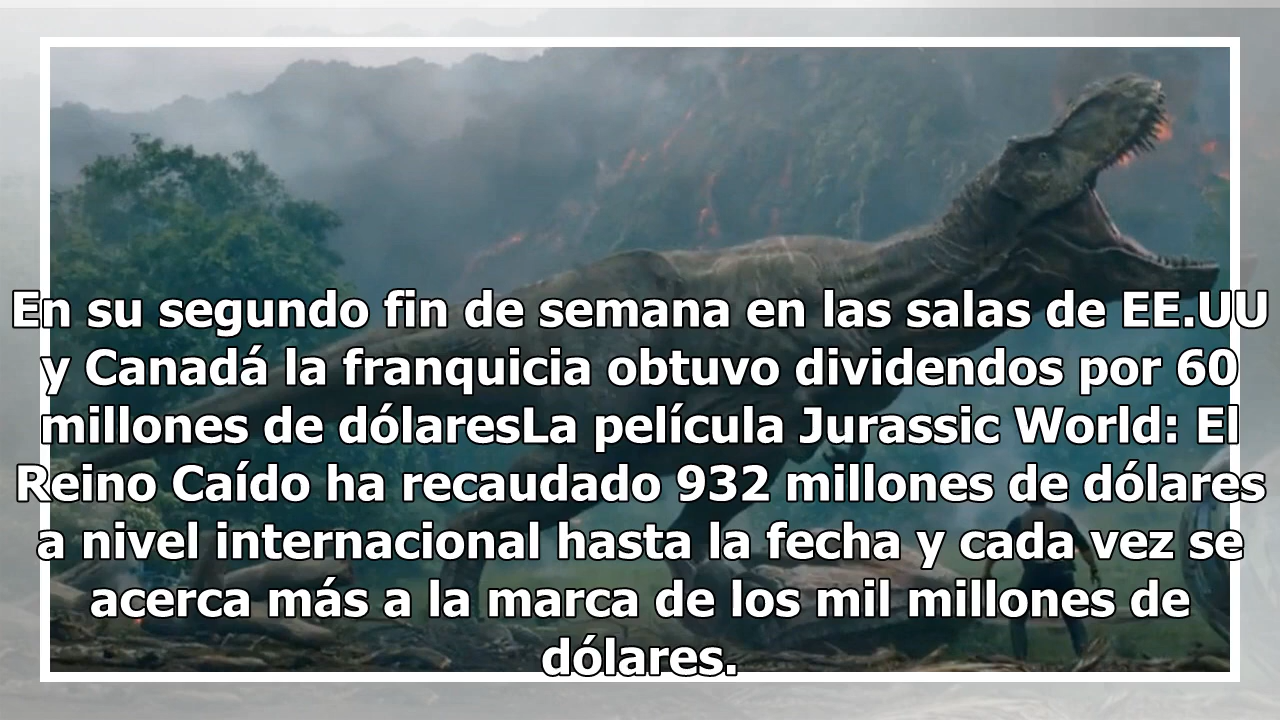 En su segundo fin de semana en las salas de EE.UU
y Canadá la franquicia obtuvo dividendos por 60
millones de dólaresLa película Jurassic World: El
Reino Caído ha recaudado 932 millones de dólares
a nivel internacional hasta la fecha y cada vez se
acerca más a la marca de los mil millones de
dólares.